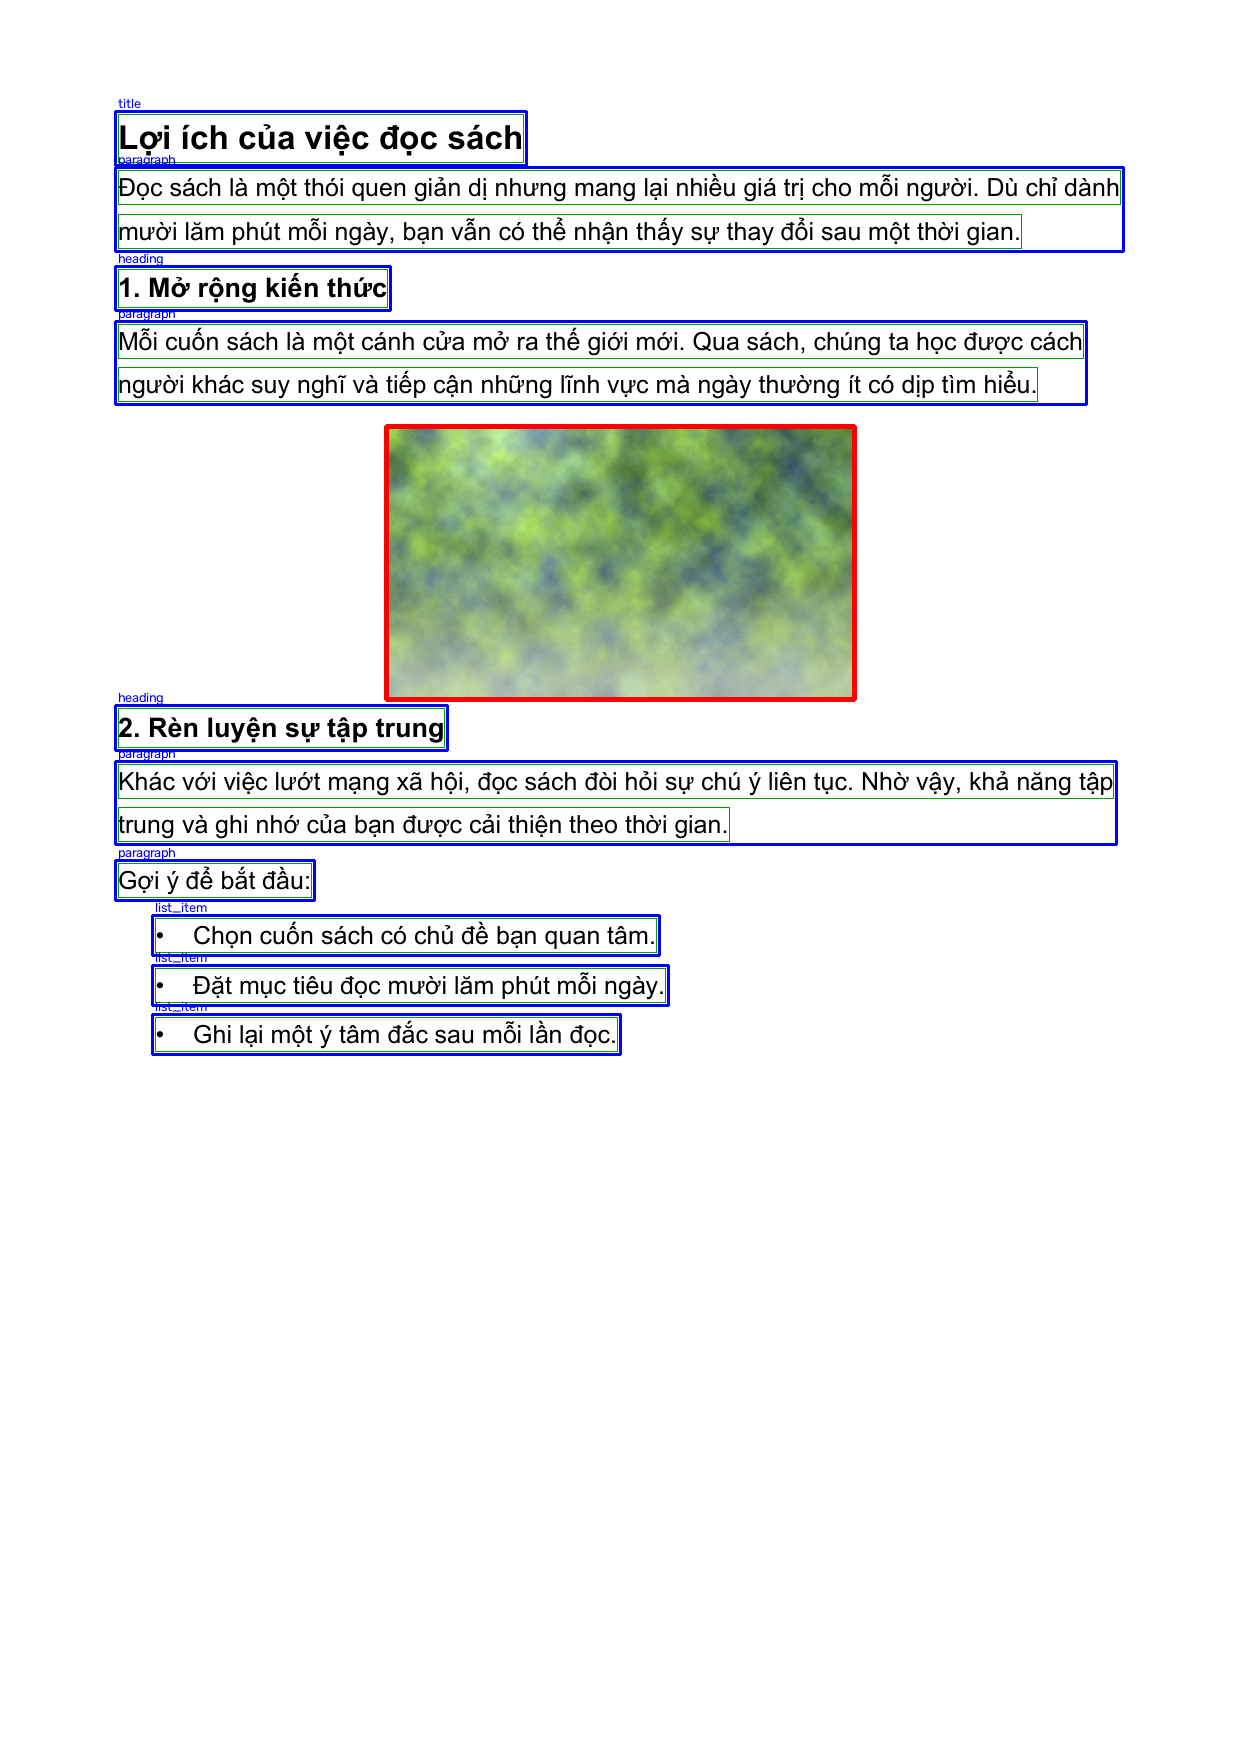 title
Lợi ích của việc đọc sách
paragraph
Đọc sách là một thói quen giản dị nhưng mang lại nhiều giá trị cho mỗi người. Dù chỉ dành
mười lăm phút mỗi ngày, bạn vẫn có thể nhận thấy sự thay đổi sau một thời gian.
heading
1. Mở rộng kiến thức
paragraph
Mỗi cuốn sách là một cánh cửa mở ra thế giới mới. Qua sách, chúng ta học được cách
người khác suy nghĩ và tiếp cận những lĩnh vực mà ngày thường ít có dịp tìm hiểu.
heading
2. Rèn luyện sự tập trung
paragraph
Khác với việc lướt mạng xã hội, đọc sách đòi hỏi sự chú ý liên tục. Nhờ vậy, khả năng tập
trung và ghi nhớ của bạn được cải thiện theo thời gian.
paragraph
Gợi ý để bắt đầu:
list_item
• Chọn cuốn sách có chủ đề bạn quan tâm.
list_item
• Đặt mục tiêu đọc mười lăm phút mỗi ngày.
list_item
• Ghi lại một ý tâm đắc sau mỗi lần đọc.